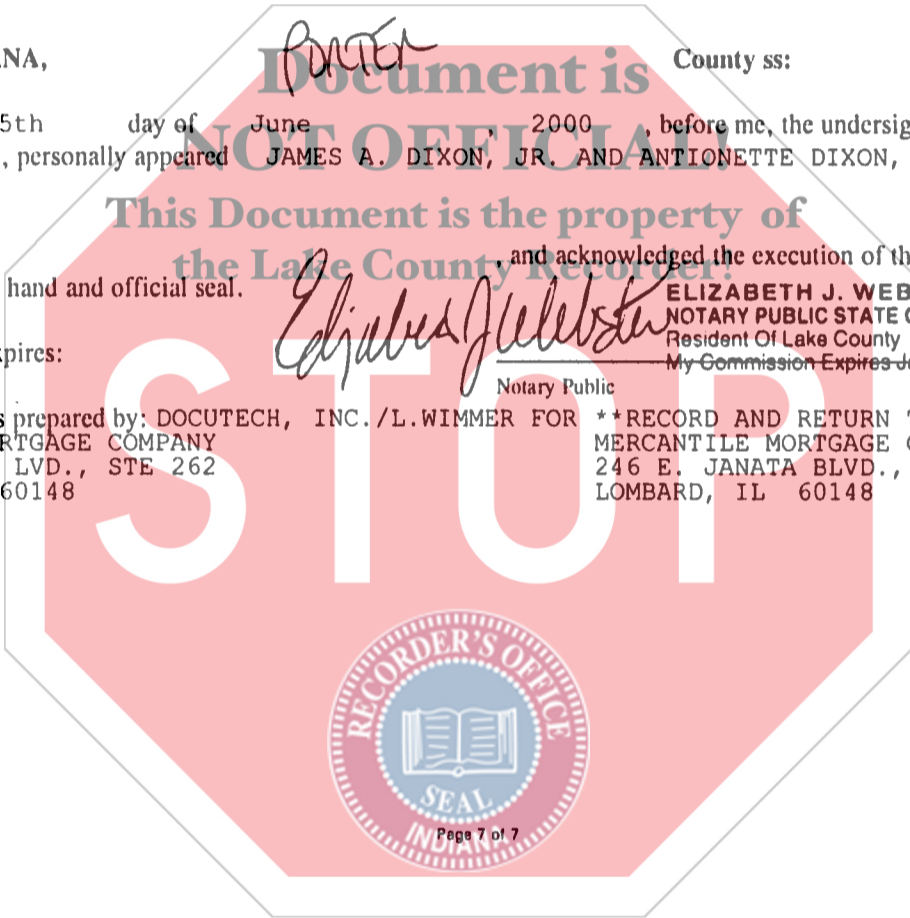 NA, PORTER County ss:
Document is
5th day of June , 2000 , before me, the undersig
NOT OFFICIAL!
, personally appeared JAMES A. DIXON, JR. AND ANTIONETTE DIXON,
This Document is the property of
the Lake County Recorder!
, and acknowledged the execution of th
hand and official seal.
Elizabeth J Webster
ELIZABETH J. WEB
NOTARY PUBLIC STATE O
Resident Of Lake County
pires:
My Commission Expires J
Notary Public
s prepared by: DOCUTECH, INC./L.WIMMER FOR **RECORD AND RETURN
RTGAGE COMPANY MERCANTILE MORTGAGE C
LVD., STE 262 246 E. JANATA BLVD.,
60148 LOMBARD, IL 60148
STOP
RECORDER'S OFFICE
SEAL
INDIANA
Page 7 of 7